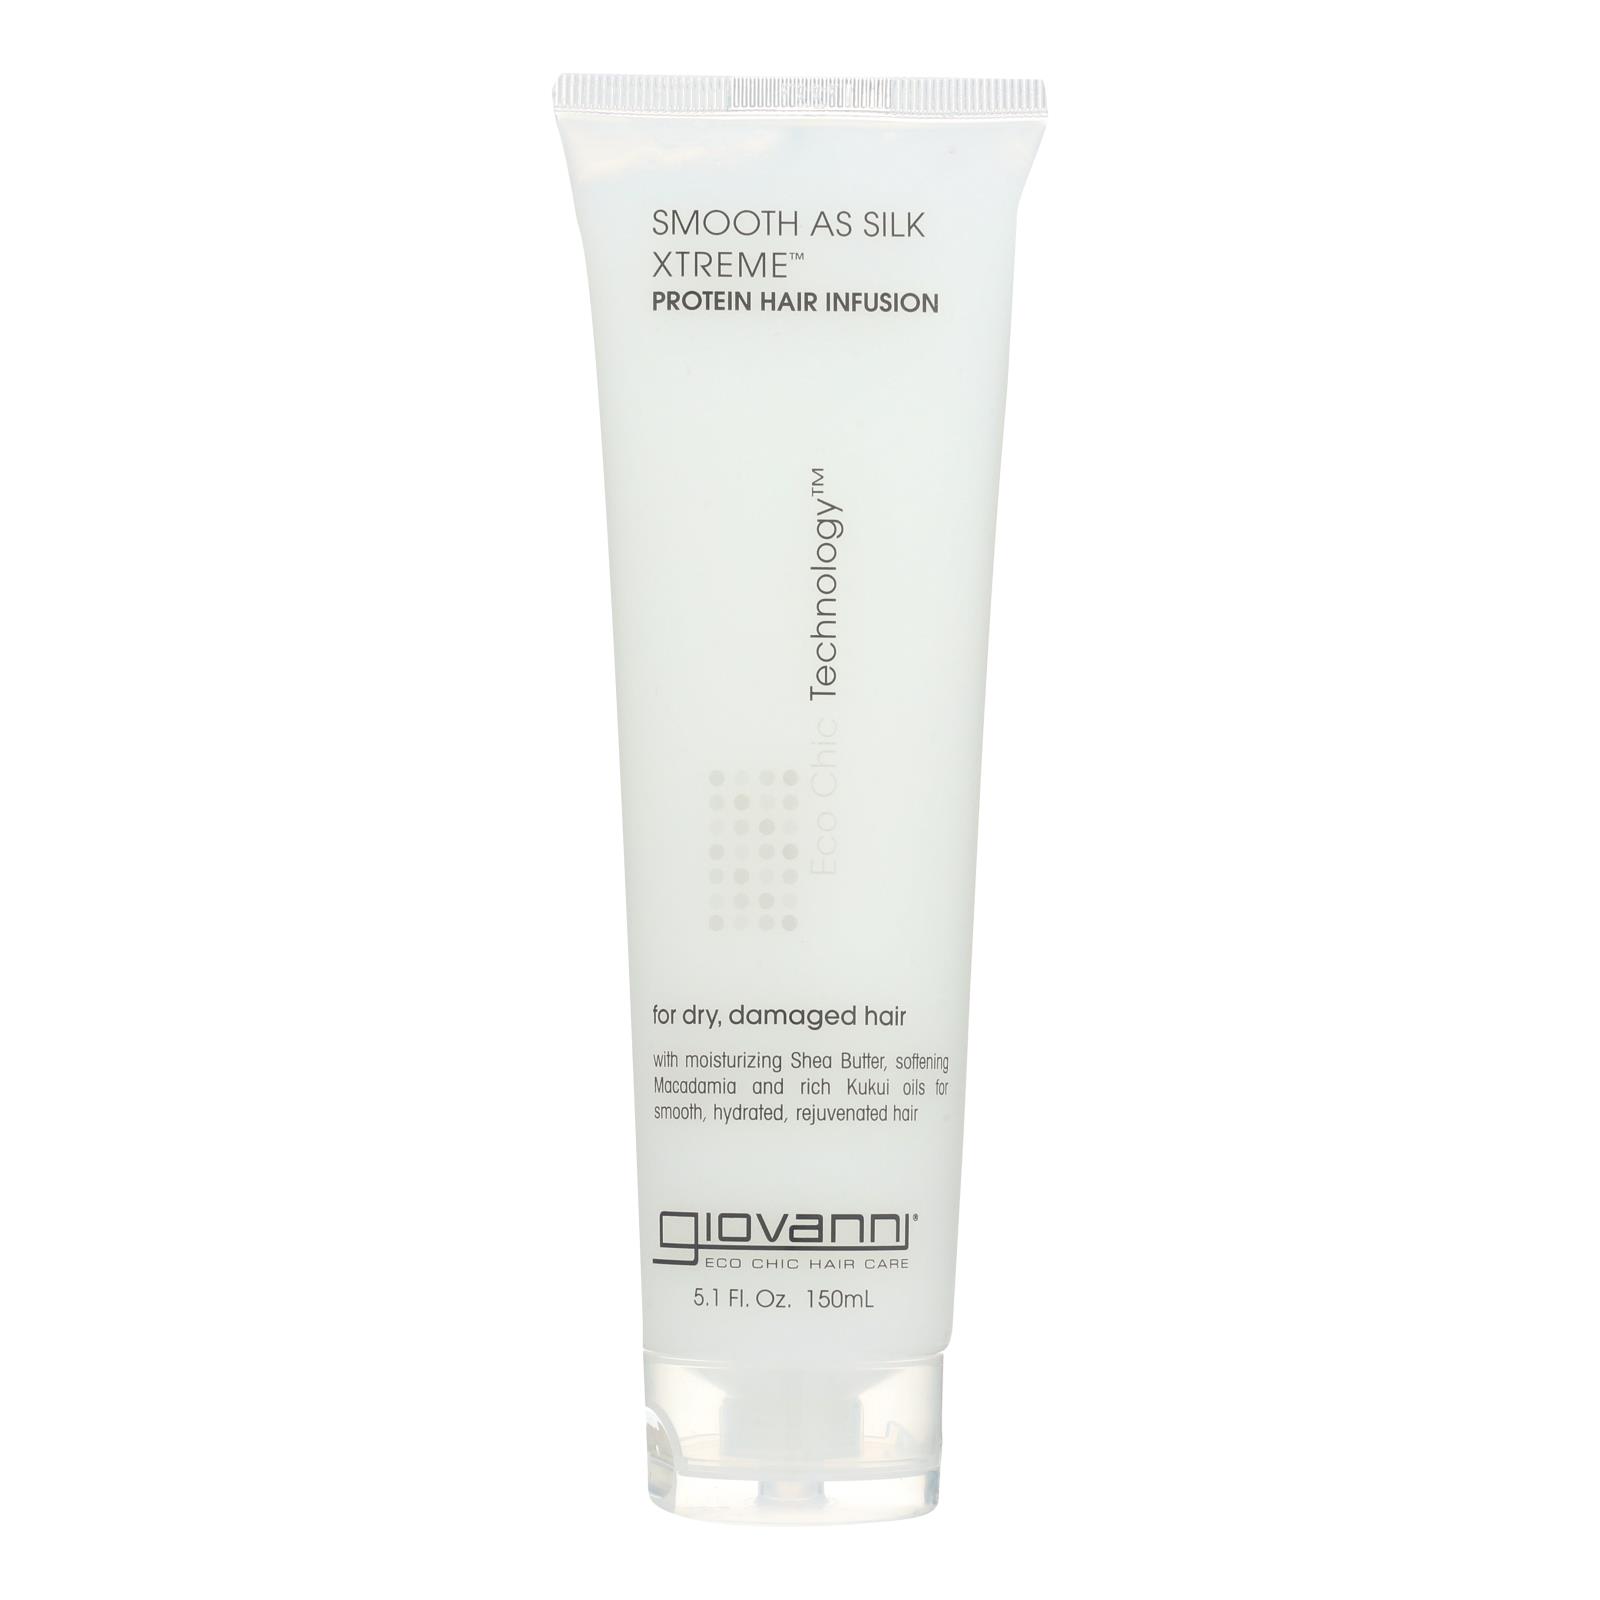 SMOOTH AS SILK
XTREME™
PROTEIN HAIR INFUSION
Eco Chic Technology™
for dry, damaged hair
with moisturizing Shea Butter, softening
Macadamia and rich Kukui oils for
smooth, hydrated, rejuvenated hair
giovanni®
ECO CHIC HAIR CARE
5.1 Fl. Oz. 150mL